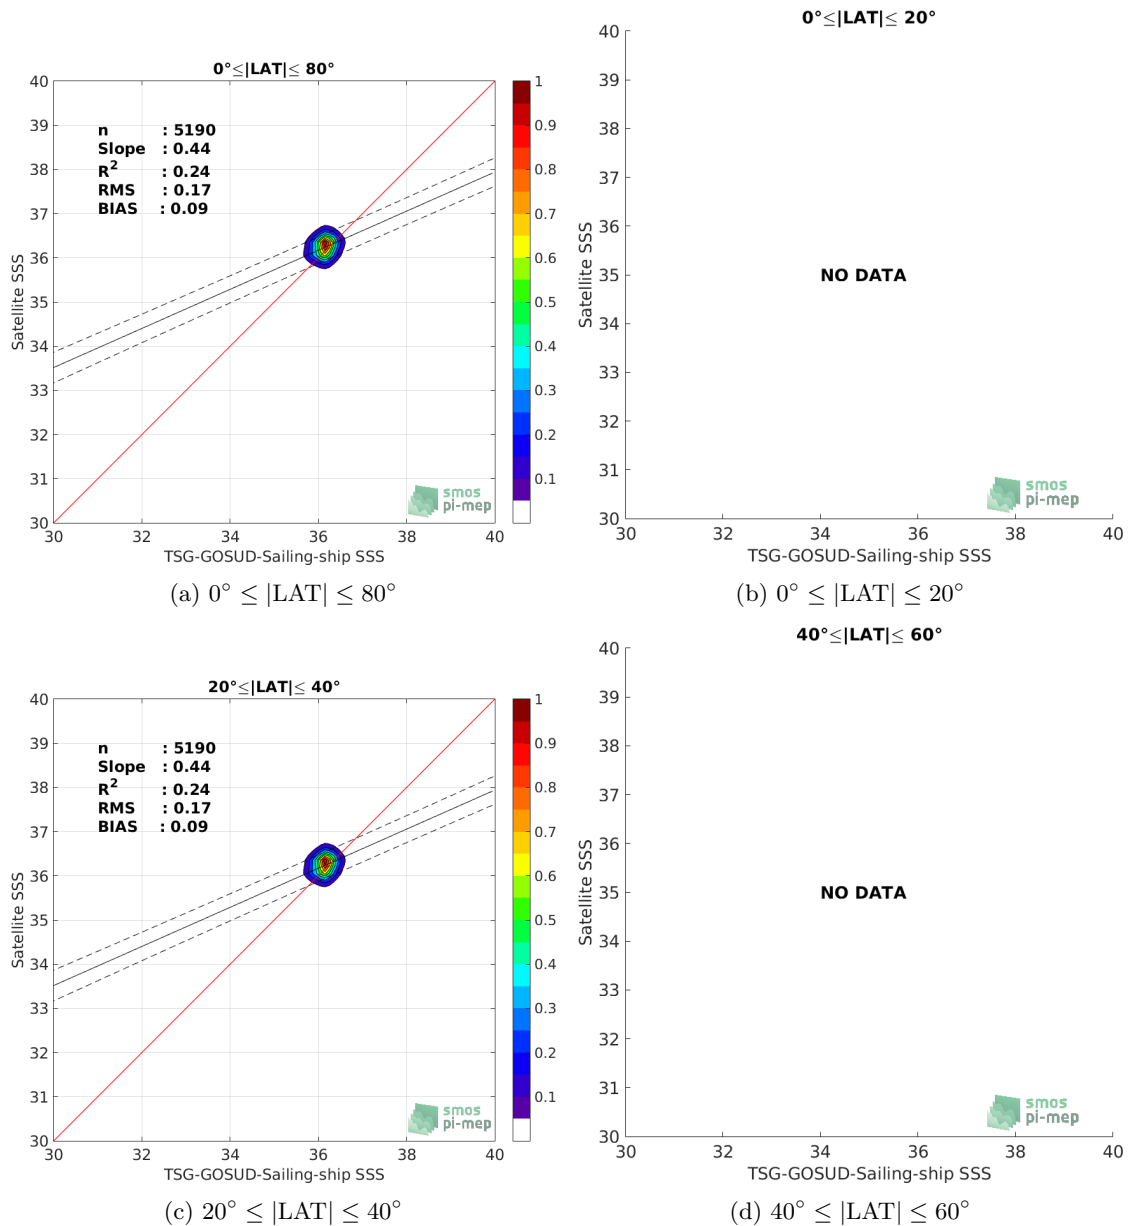 0°≤|LAT|≤ 80°
40
39
38
37
36
35
34
33
32
31
30
n : 5190
Slope : 0.44
R² : 0.24
RMS : 0.17
BIAS : 0.09
Satellite SSS
30 32 34 36 38 40
TSG-GOSUD-Sailing-ship SSS
1
0.9
0.8
0.7
0.6
0.5
0.4
0.3
0.2
0.1
smos
pi-mep
(a) 0° ≤ |LAT| ≤ 80°
0°≤|LAT|≤ 20°
40
39
38
37
36
35
34
33
32
31
30
Satellite SSS
NO DATA
smos
pi-mep
30 32 34 36 38 40
TSG-GOSUD-Sailing-ship SSS
(b) 0° ≤ |LAT| ≤ 20°
20°≤|LAT|≤ 40°
40
39
38
37
36
35
34
33
32
31
30
n : 5190
Slope : 0.44
R² : 0.24
RMS : 0.17
BIAS : 0.09
Satellite SSS
30 32 34 36 38 40
TSG-GOSUD-Sailing-ship SSS
1
0.9
0.8
0.7
0.6
0.5
0.4
0.3
0.2
0.1
smos
pi-mep
(c) 20° ≤ |LAT| ≤ 40°
40°≤|LAT|≤ 60°
40
39
38
37
36
35
34
33
32
31
30
Satellite SSS
NO DATA
smos
pi-mep
30 32 34 36 38 40
TSG-GOSUD-Sailing-ship SSS
(d) 40° ≤ |LAT| ≤ 60°